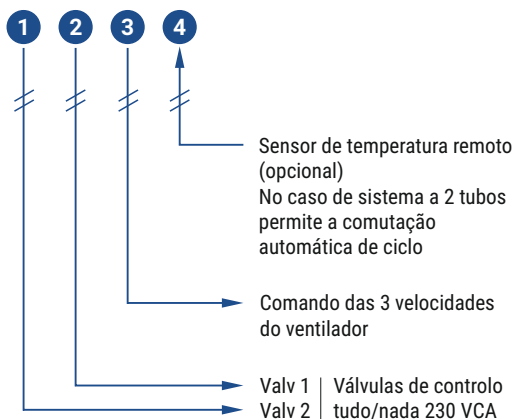 1 2 3 4
Sensor de temperatura remoto
(opcional)
No caso de sistema a 2 tubos
permite a comutação
automática de ciclo
Comando das 3 velocidades
do ventilador
Valv 1 Válvulas de controlo
Valv 2 tudo/nada 230 VCA